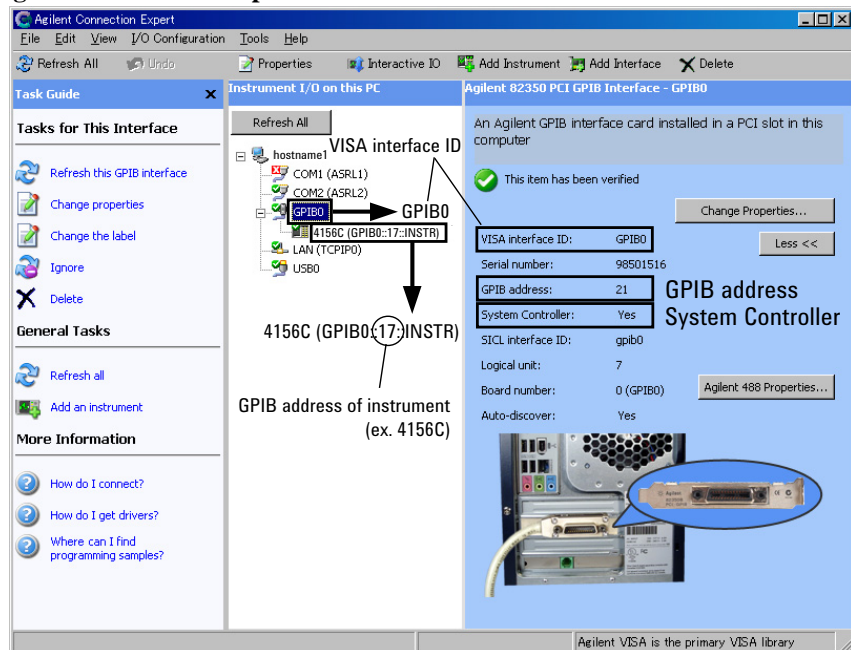 Agilent Connection Expert
File Edit View I/O Configuration Tools Help
Refresh All Undo Properties Interactive IO Add Instrument Add Interface Delete
Task Guide
Tasks for This Interface
Refresh this GPIB interface
Change properties
Change the label
Ignore
Delete
General Tasks
Refresh all
Add an instrument
More Information
How do I connect?
How do I get drivers?
Where can I find
programming samples?
Instrument I/O on this PC
Refresh All
VISA interface ID
hostname1
COM1 (ASRL1)
COM2 (ASRL2)
GPIB0 GPIB0
4156C (GPIB0::17::INSTR)
LAN (TCPIP0)
USB0
4156C (GPIB0::17::INSTR)
GPIB address of instrument
(ex. 4156C)
Agilent 82350 PCI GPIB Interface - GPIB0
An Agilent GPIB interface card installed in a PCI slot in this
computer
This item has been verified
Change Properties...
VISA interface ID: GPIB0
Less <<
Serial number: 98501516
GPIB address: 21 GPIB address
System Controller: Yes System Controller
SICL interface ID: gpib0
Logical unit: 7
Board number: 0 (GPIB0) Agilent 488 Properties...
Auto-discover: Yes
Agilent
Agilent VISA is the primary VISA library